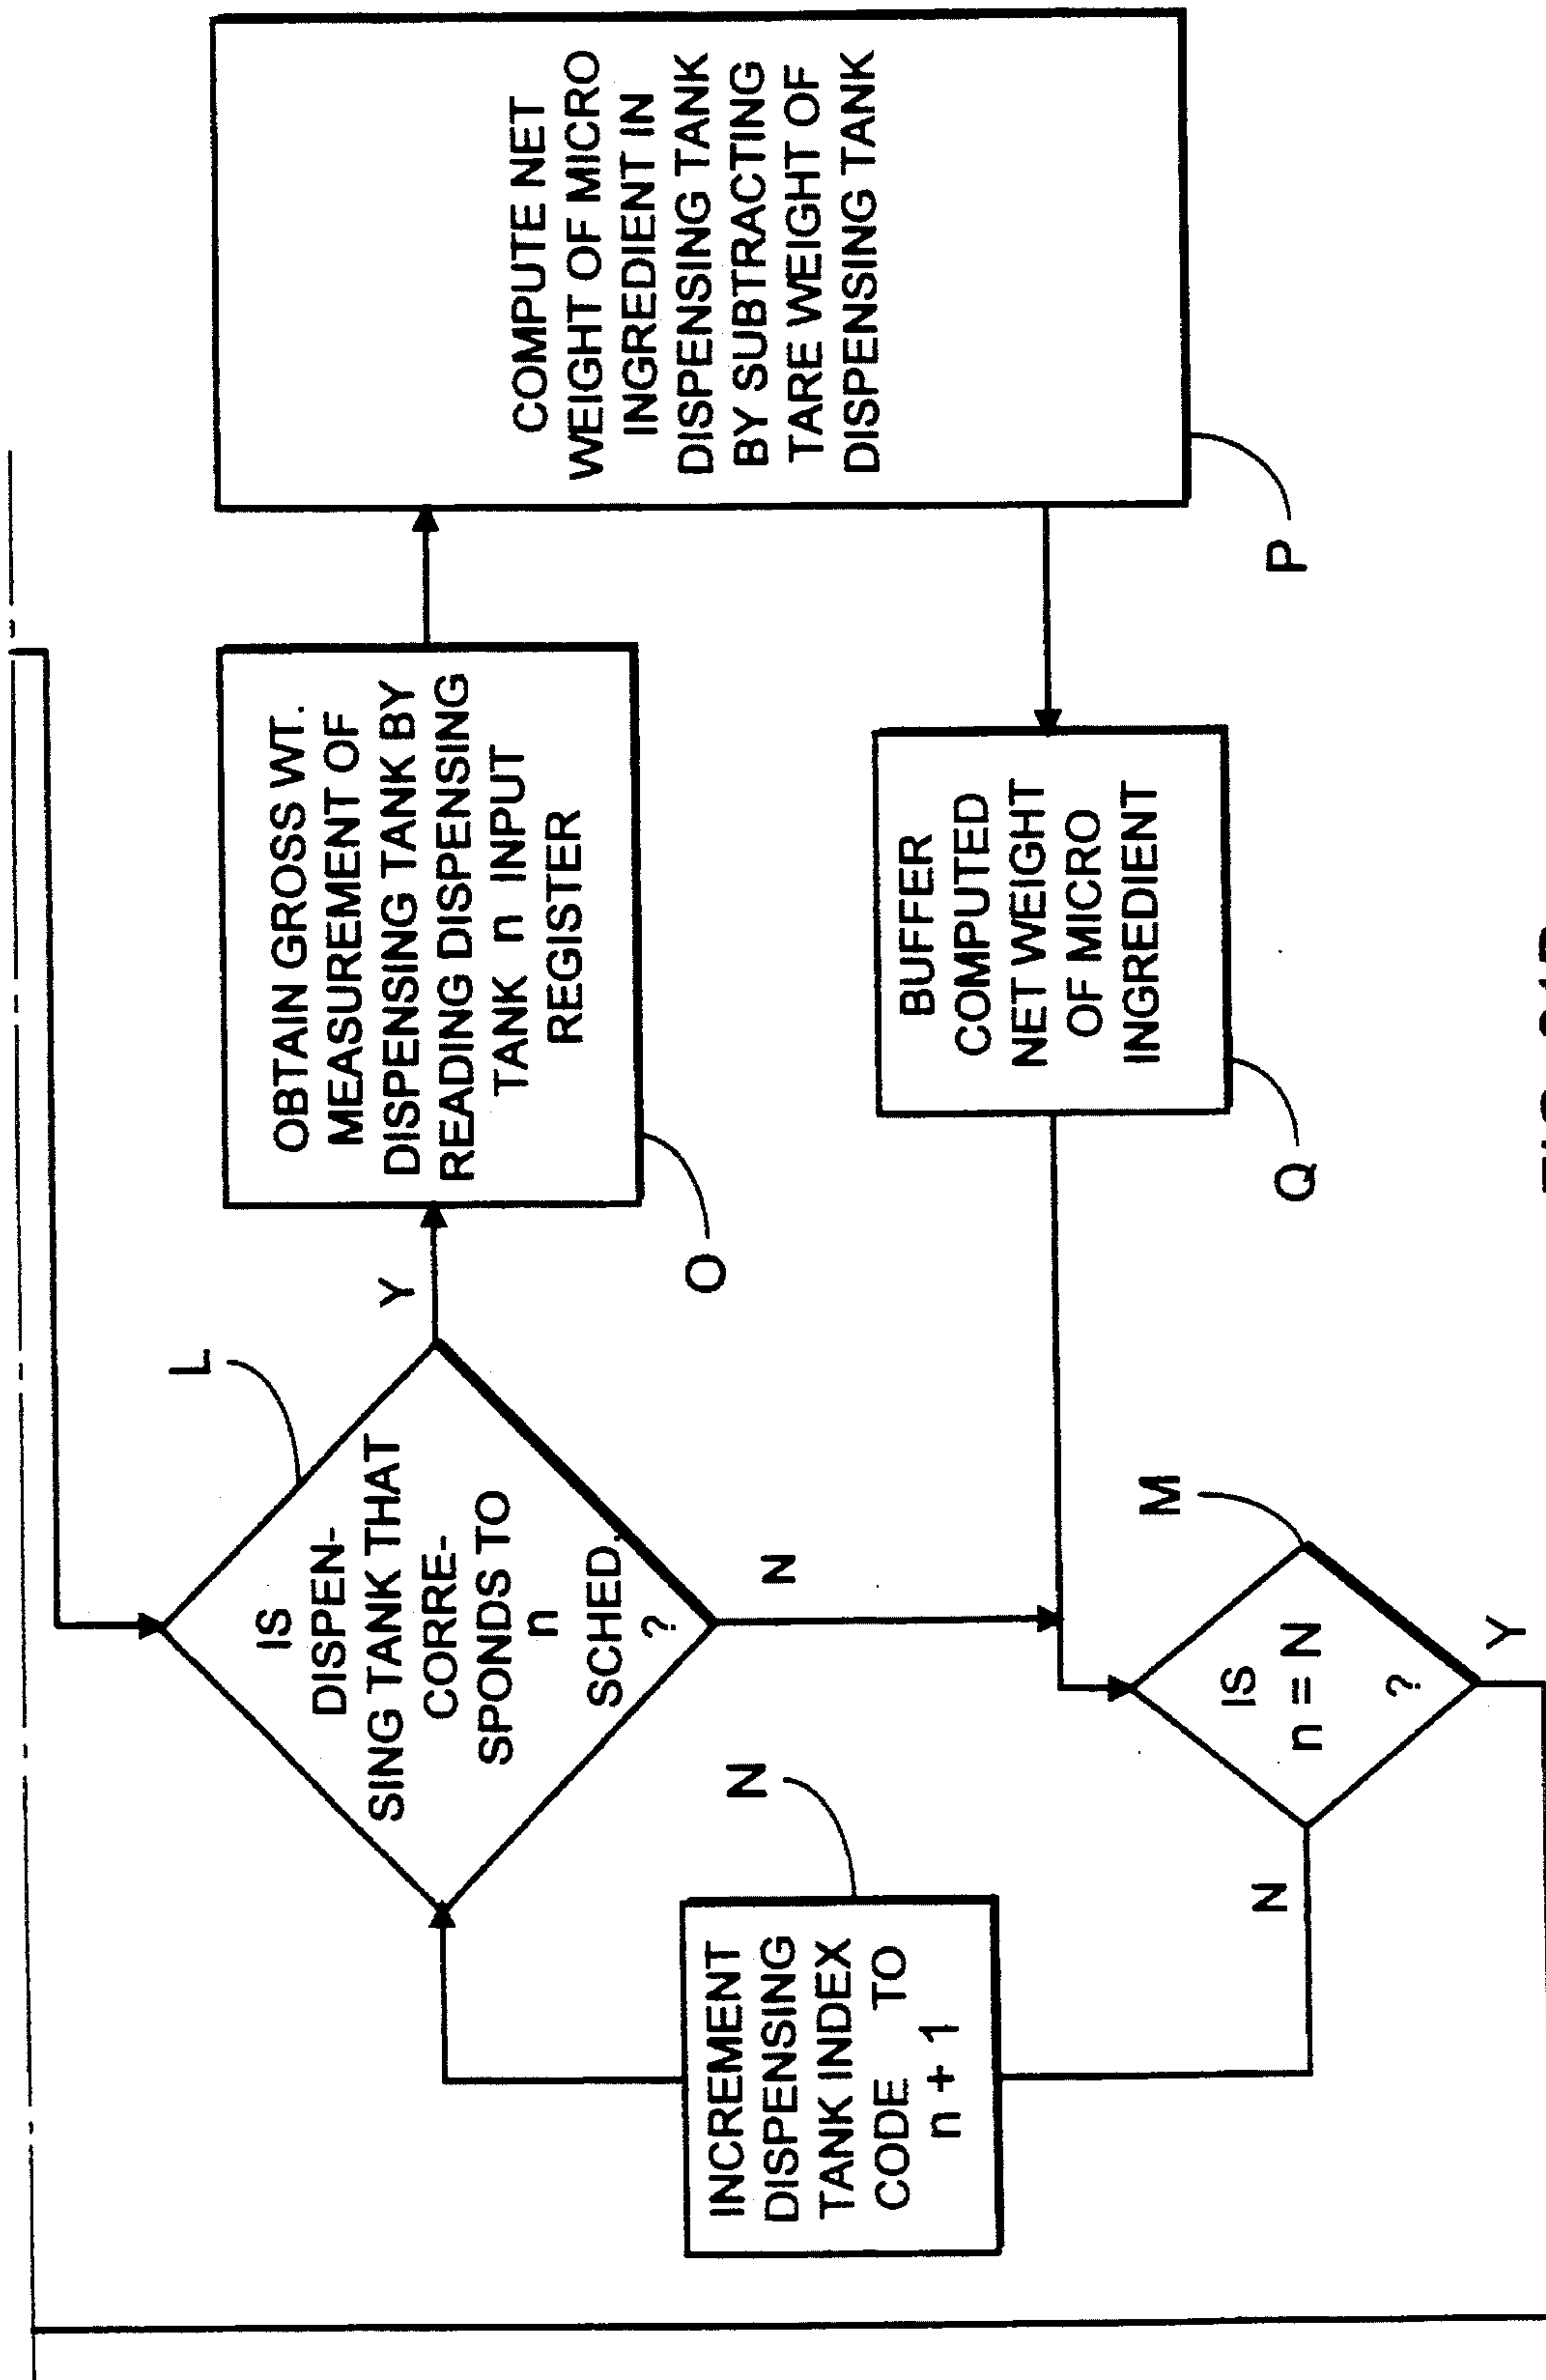 L
IS
DISPEN-
SING TANK THAT
CORRE-
SPONDS TO
n
SCHED.
?
Y
N
OBTAIN GROSS WT.
MEASUREMENT OF
DISPENSING TANK BY
READING DISPENSING
TANK n INPUT
REGISTER
O
COMPUTE NET
WEIGHT OF MICRO
INGREDIENT IN
DISPENSING TANK
BY SUBTRACTING
TARE WEIGHT OF
DISPENSING TANK
P
INCREMENT
DISPENSING
TANK INDEX
CODE TO
n + 1
N
BUFFER
COMPUTED
NET WEIGHT
OF MICRO
INGREDIENT
Q
M
IS
n = N
?
N
Y